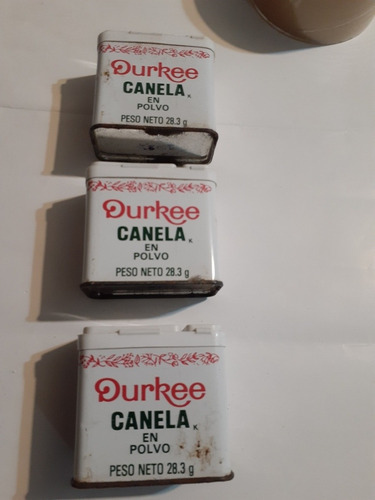 Durkee
CANELA K
EN
POLVO
PESO NETO 28.3 g
Durkee
CANELA K
EN
POLVO
PESO NETO 28.3 g
Durkee
CANELA K
EN
POLVO
PESO NETO 28.3 g